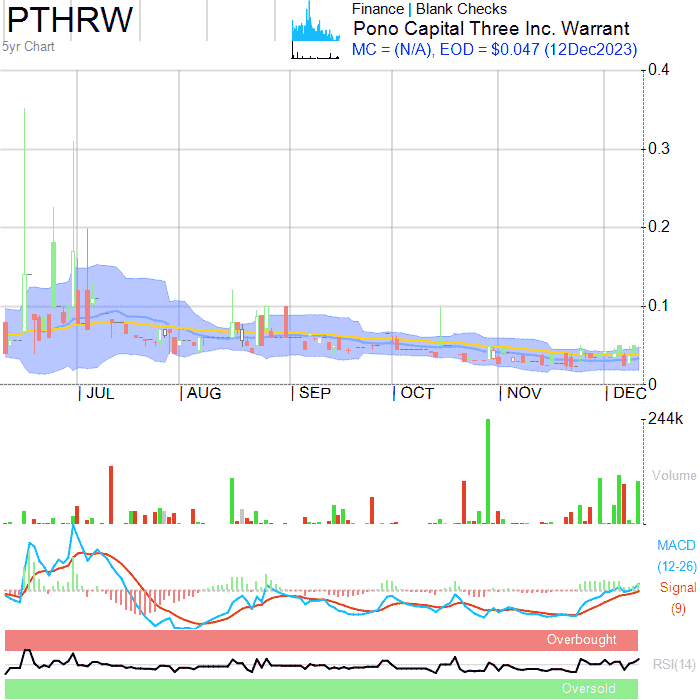 PTHRW
5yr Chart
Finance | Blank Checks
Pono Capital Three Inc. Warrant
MC = (N/A), EOD = $0.047 (12Dec2023)
0.4
0.3
0.2
0.1
0
| JUL | AUG | SEP | OCT | NOV | DEC
244k
Volume
MACD
(12-26)
Signal
(9)
Overbought
RSI(14)
Oversold